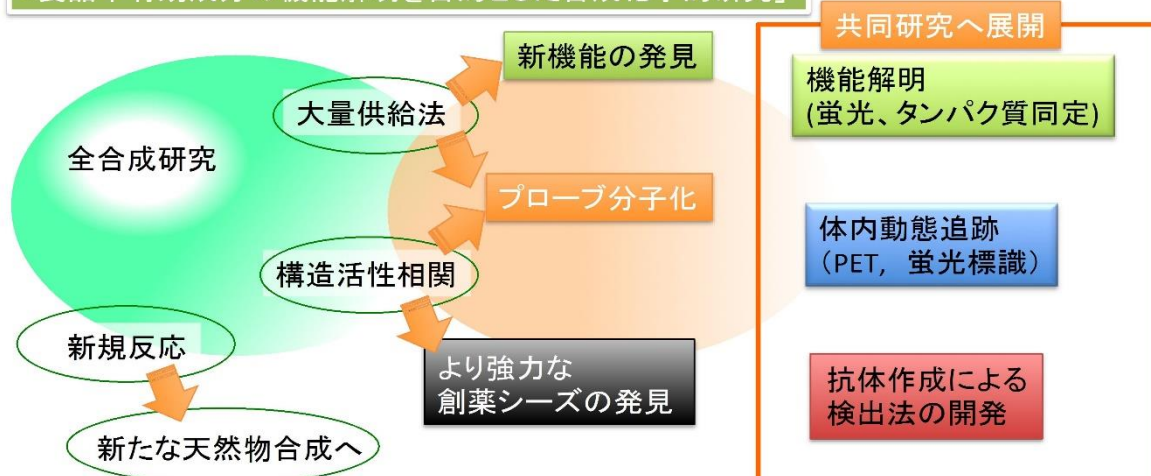 共同研究へ展開
新機能の発見
大量供給法
全合成研究
プローブ分子化
構造活性相関
新規反応
より強力な
創薬シーズの発見
新たな天然物合成へ
機能解明
(蛍光、タンパク質同定)
体内動態追跡
（PET, 蛍光標識）
抗体作成による
検出法の開発